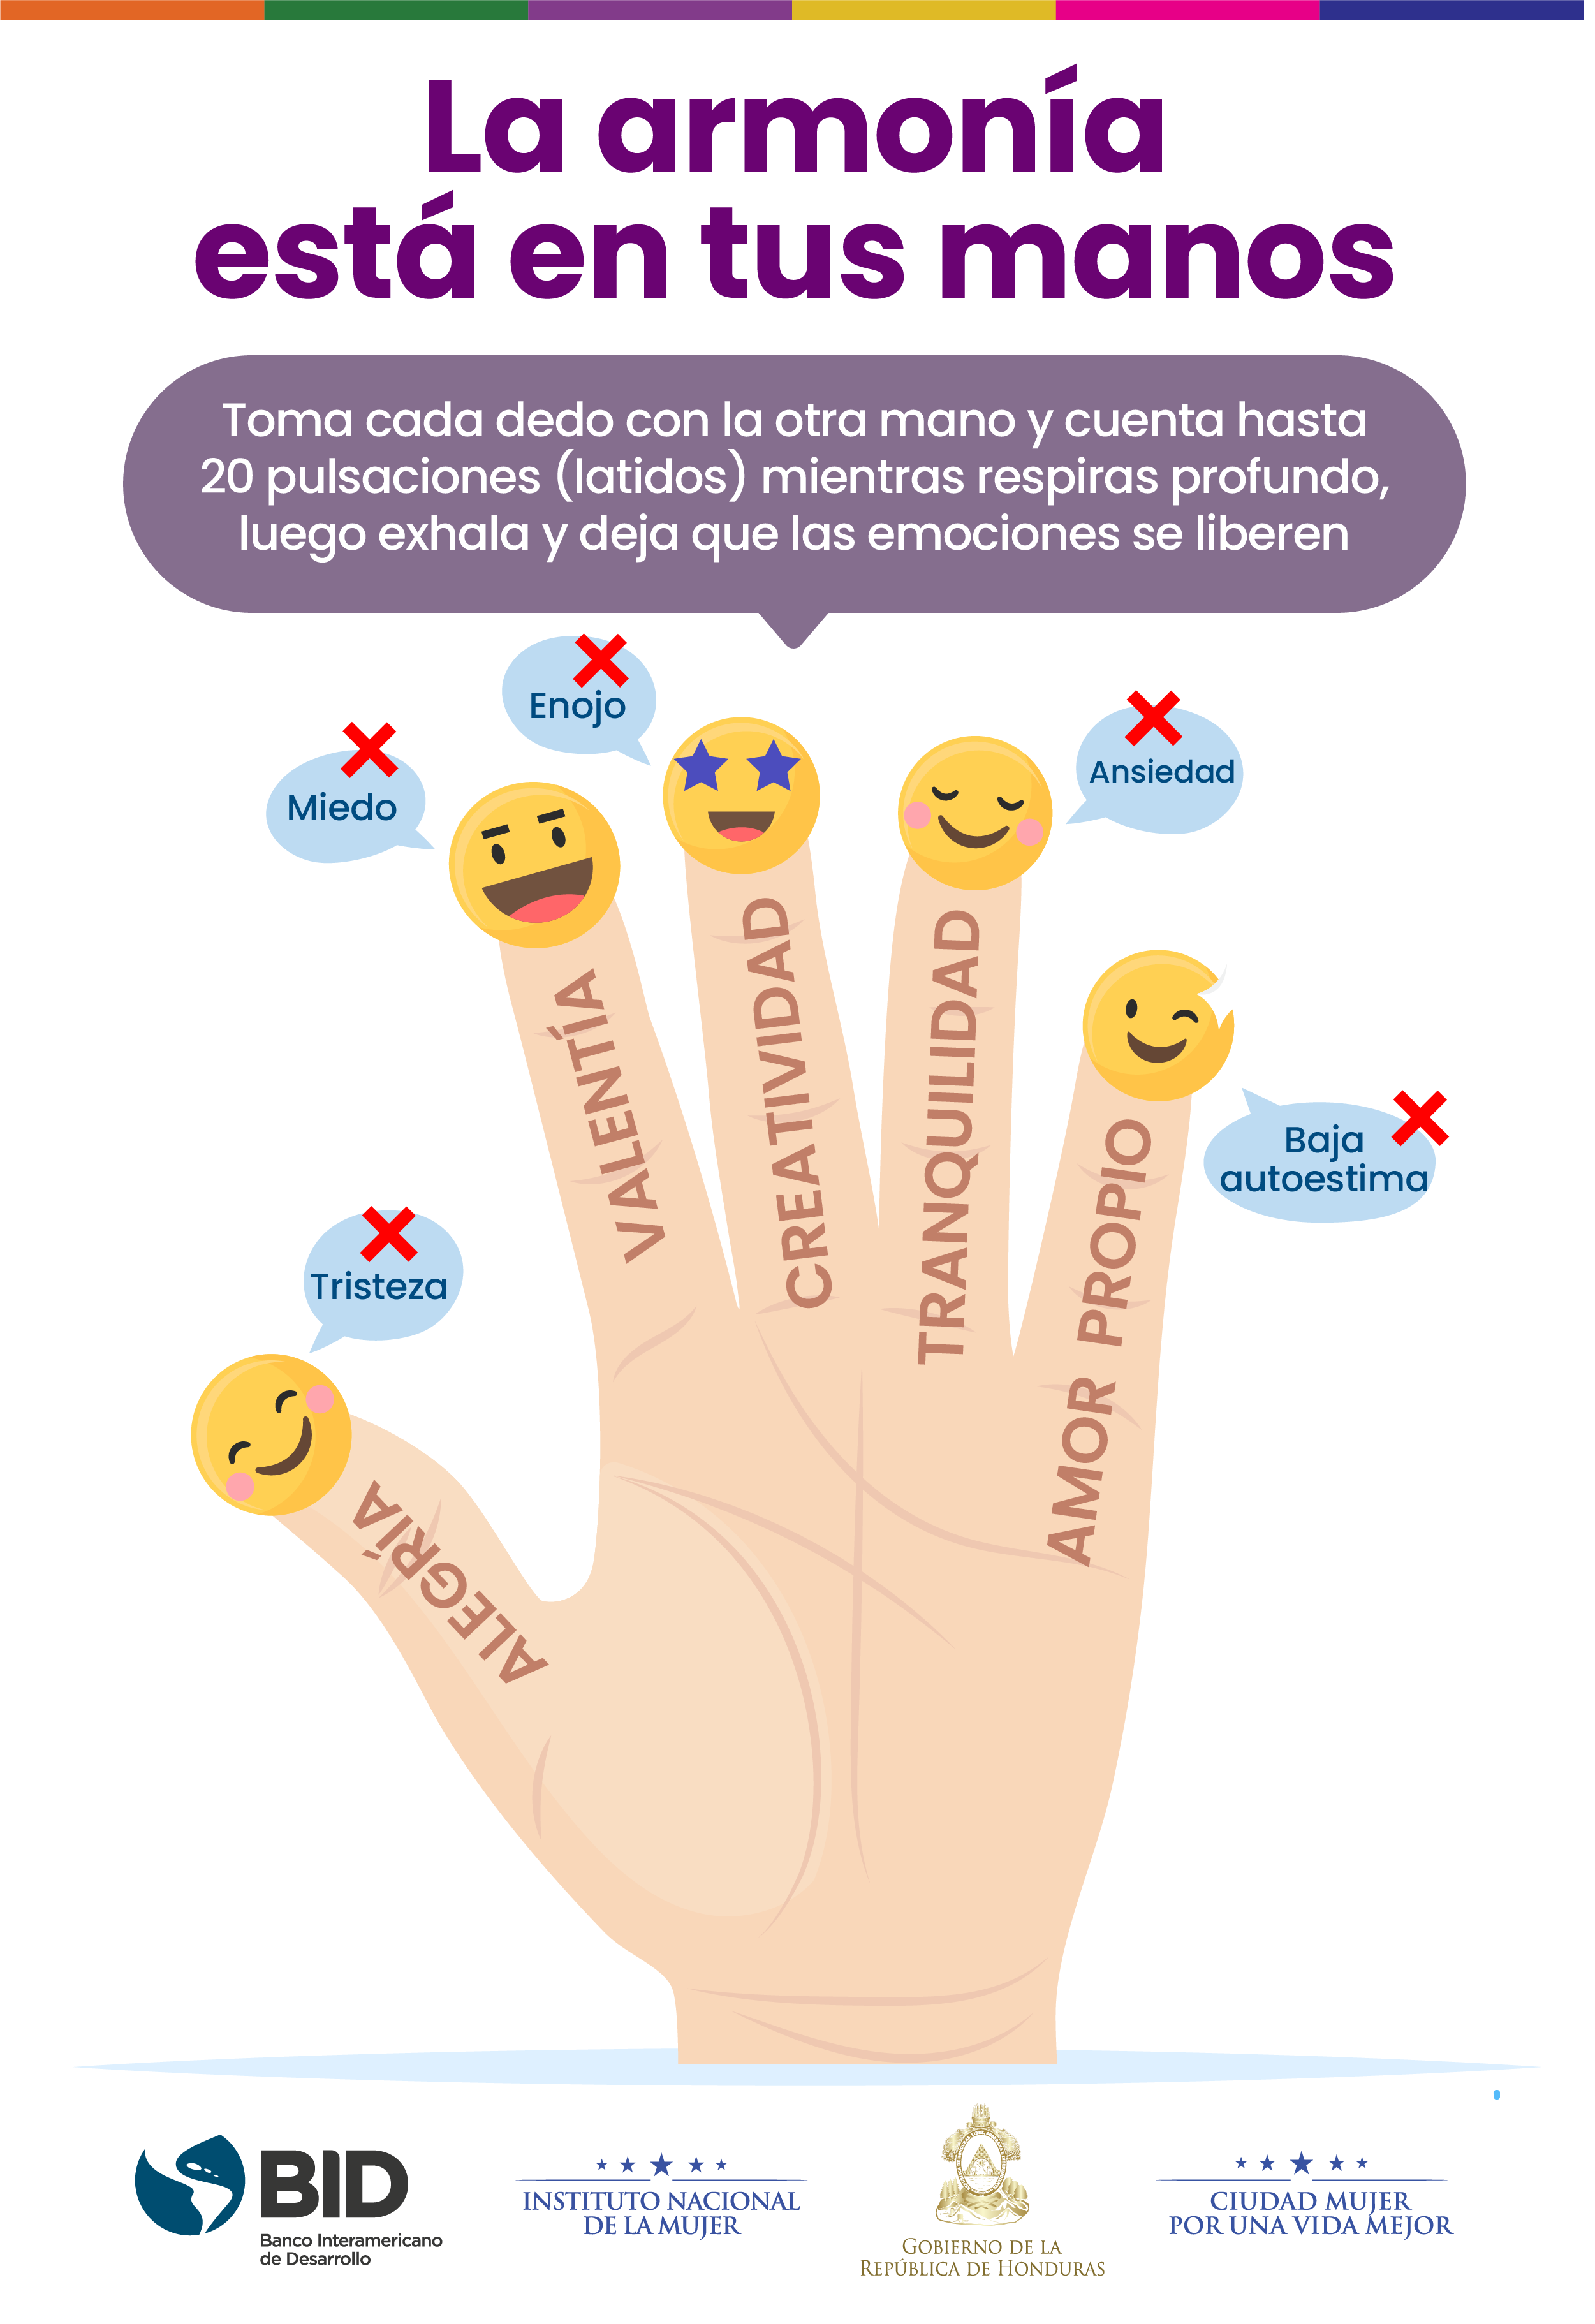 La armonía
está en tus manos
Toma cada dedo con la otra mano y cuenta hasta
20 pulsaciones (latidos) mientras respiras profundo,
luego exhala y deja que las emociones se liberen
Enojo
Miedo
Ansiedad
Baja
autoestima
Tristeza
ALEGRÍA
VALENTÍA
CREATIVIDAD
TRANQUILIDAD
AMOR PROPIO
BID
Banco Interamericano
de Desarrollo
INSTITUTO NACIONAL
DE LA MUJER
GOBIERNO DE LA
REPÚBLICA DE HONDURAS
CIUDAD MUJER
POR UNA VIDA MEJOR